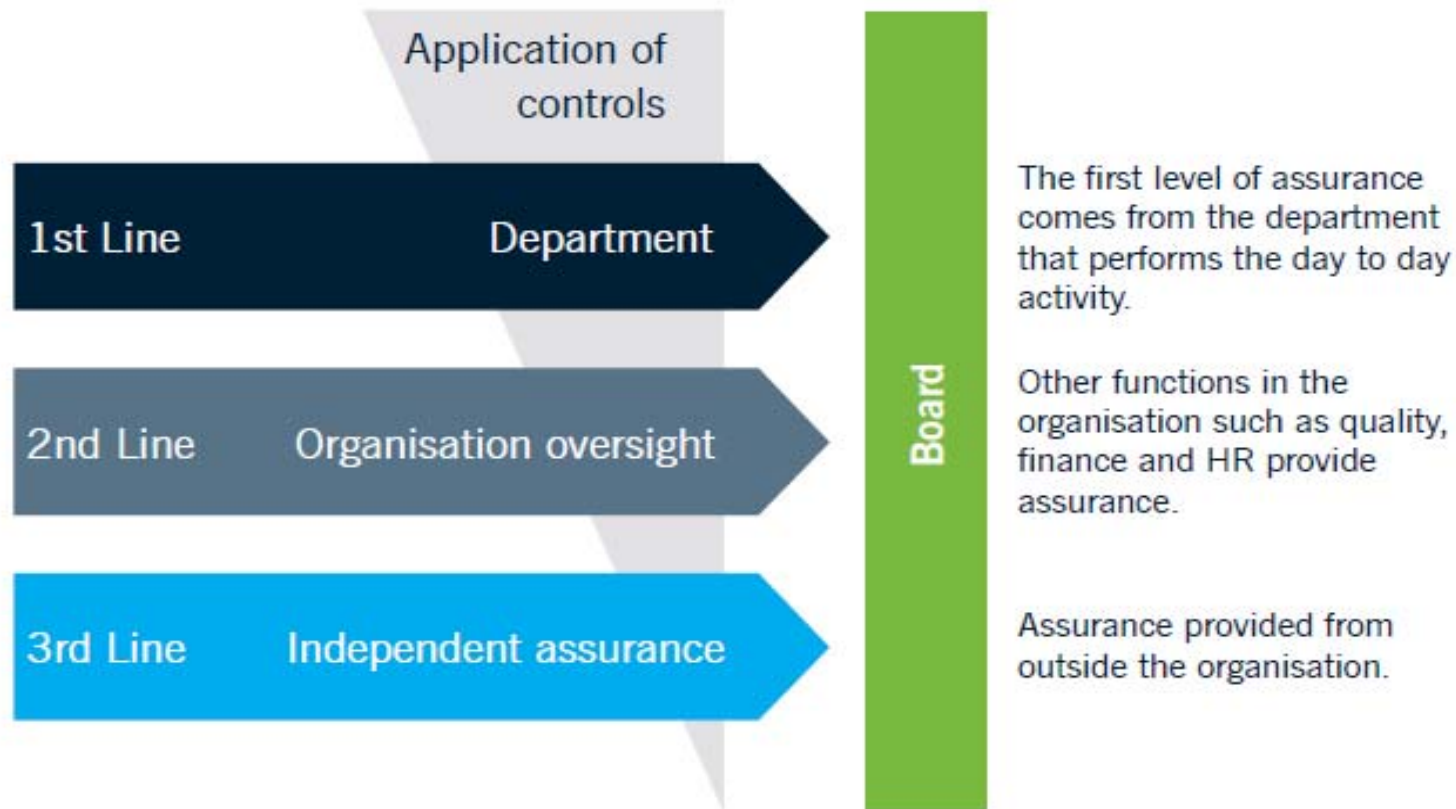 Application of
controls
1st Line Department
The first level of assurance
comes from the department
that performs the day to day
activity.
2nd Line Organisation oversight
Board
Other functions in the
organisation such as quality,
finance and HR provide
assurance.
3rd Line Independent assurance
Assurance provided from
outside the organisation.